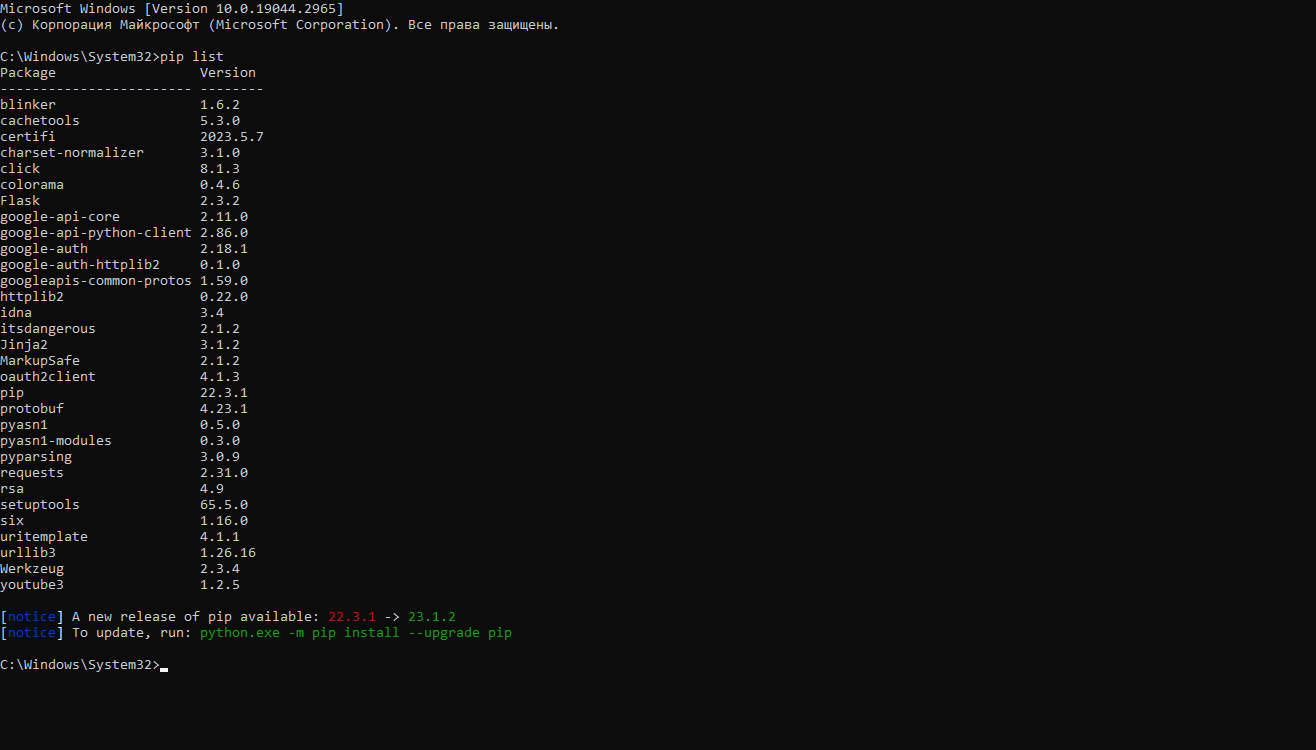 Microsoft Windows [Version 10.0.19044.2965]
(c) Корпорация Майкрософт (Microsoft Corporation). Все права защищены.
C:\Windows\System32>pip list
Package                  Version
------------------------ --------
blinker                  1.6.2
cachetools               5.3.0
certifi                  2023.5.7
charset-normalizer       3.1.0
click                    8.1.3
colorama                 0.4.6
Flask                    2.3.2
google-api-core          2.11.0
google-api-python-client 2.86.0
google-auth              2.18.1
google-auth-httplib2     0.1.0
googleapis-common-protos 1.59.0
httplib2                 0.22.0
idna                     3.4
itsdangerous             2.1.2
Jinja2                   3.1.2
MarkupSafe               2.1.2
oauth2client             4.1.3
pip                      22.3.1
protobuf                 4.23.1
pyasn1                   0.5.0
pyasn1-modules           0.3.0
pyparsing                3.0.9
requests                 2.31.0
rsa                      4.9
setuptools               65.5.0
six                      1.16.0
uritemplate              4.1.1
urllib3                  1.26.16
Werkzeug                 2.3.4
youtube3                 1.2.5
[notice] A new release of pip available: 22.3.1 -> 23.1.2
[notice] To update, run: python.exe -m pip install --upgrade pip
C:\Windows\System32>